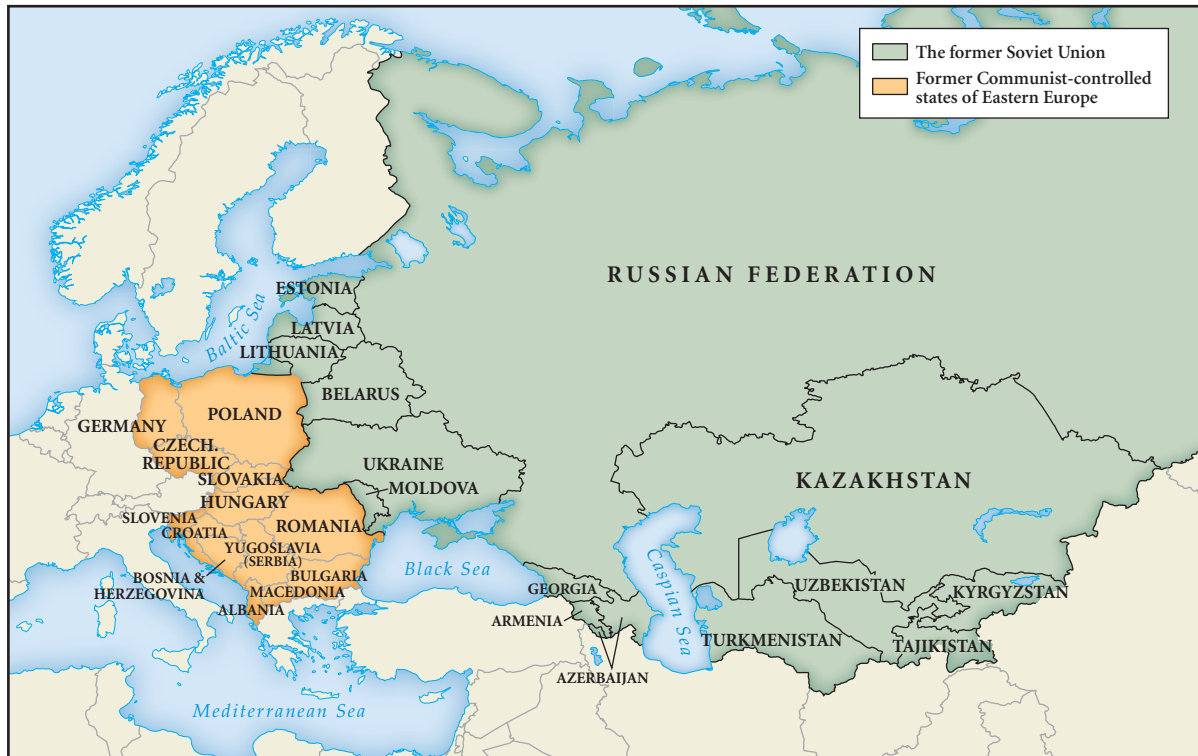 The former Soviet Union
Former Communist-controlled
states of Eastern Europe
RUSSIAN FEDERATION
ESTONIA
Baltic Sea
LATVIA
LITHUANIA
BELARUS
POLAND
GERMANY
CZECH.
REPUBLIC
UKRAINE
SLOVAKIA
MOLDOVA
KAZAKHSTAN
HUNGARY
SLOVENIA
ROMANIA
CROATIA
YUGOSLAVIA
(SERBIA)
Black Sea
Caspian Sea
BOSNIA &
HERZEGOVINA
BULGARIA
MACEDONIA
ALBANIA
GEORGIA
UZBEKISTAN
KYRGYZSTAN
ARMENIA
TURKMENISTAN
TAJIKISTAN
AZERBAIJAN
Mediterranean Sea